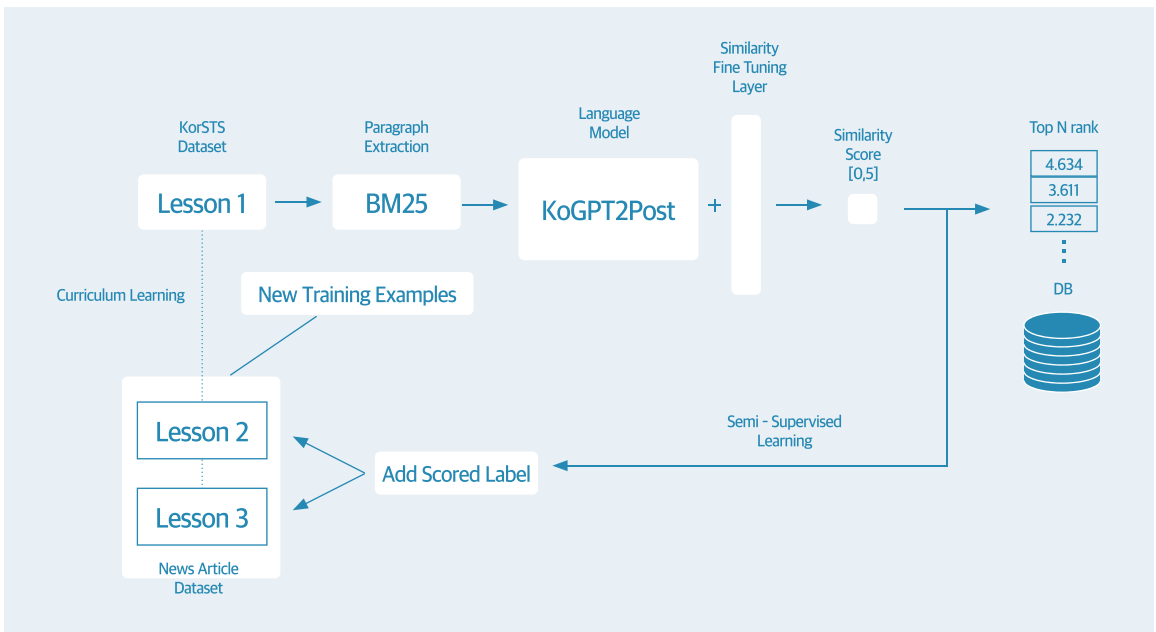 Similarity
Fine Tuning
Layer
Language
Model
KorSTS
Dataset
Paragraph
Extraction
Similarity
Score
[0,5]
Top N rank
4.634
3.611
2.232
Lesson 1
BM25
KoGPT2Post
+
DB
Curriculum Learning
New Training Examples
Lesson 2
Lesson 3
News Article
Dataset
Add Scored Label
Semi - Supervised
Learning